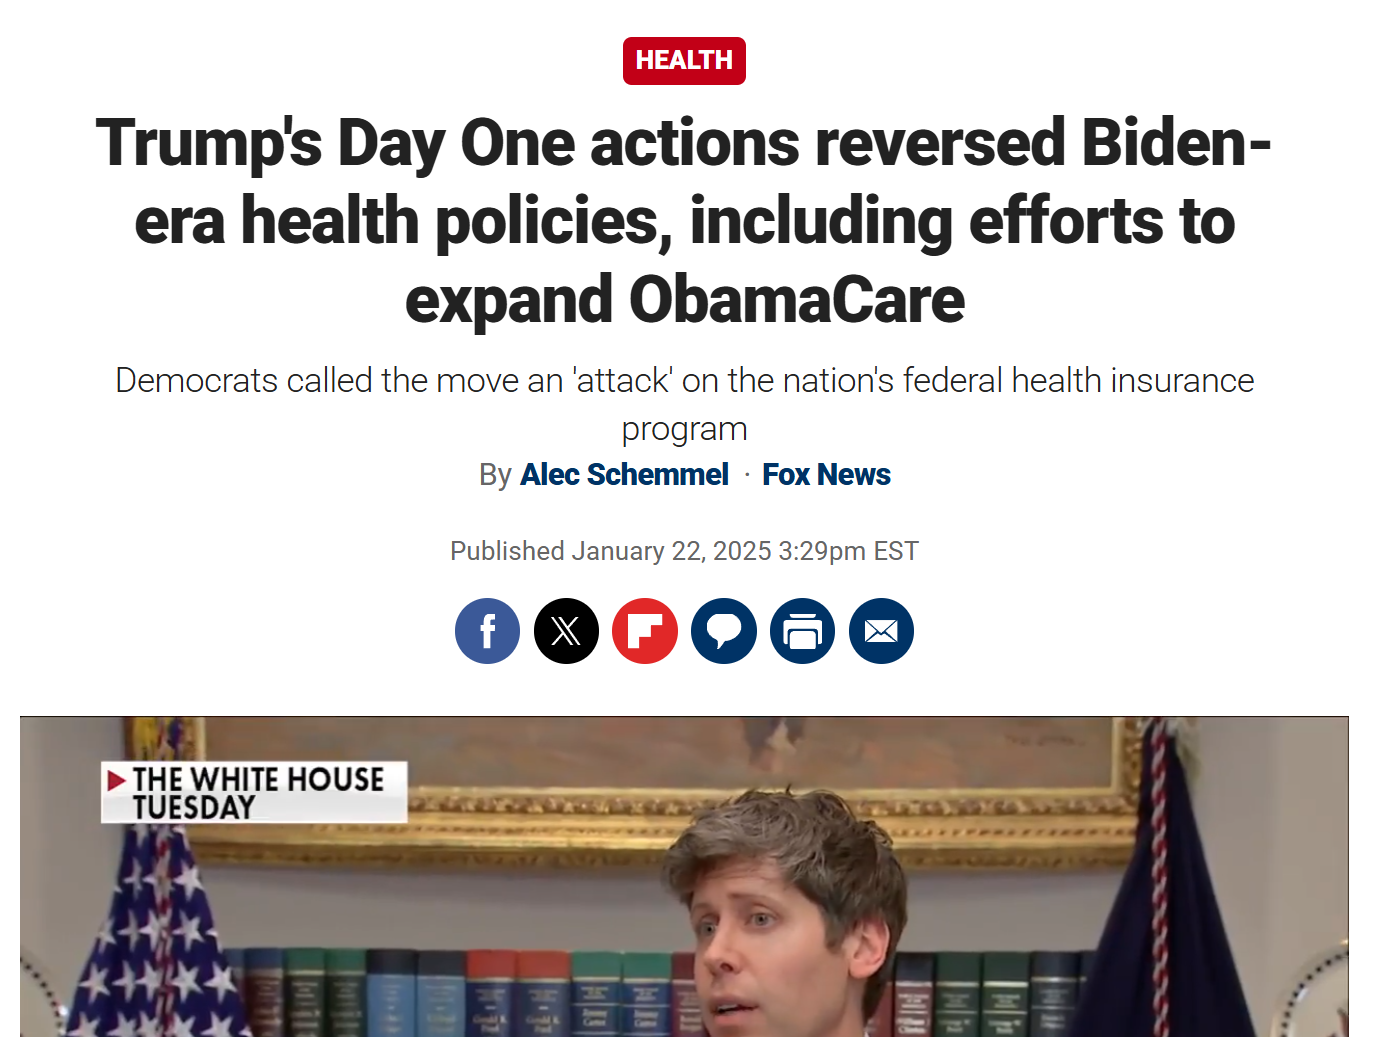 HEALTH
Trump's Day One actions reversed Biden-
era health policies, including efforts to
expand ObamaCare
Democrats called the move an 'attack' on the nation's federal health insurance
program
By Alec Schemmel · Fox News
Published January 22, 2025 3:29pm EST
THE WHITE HOUSE
TUESDAY